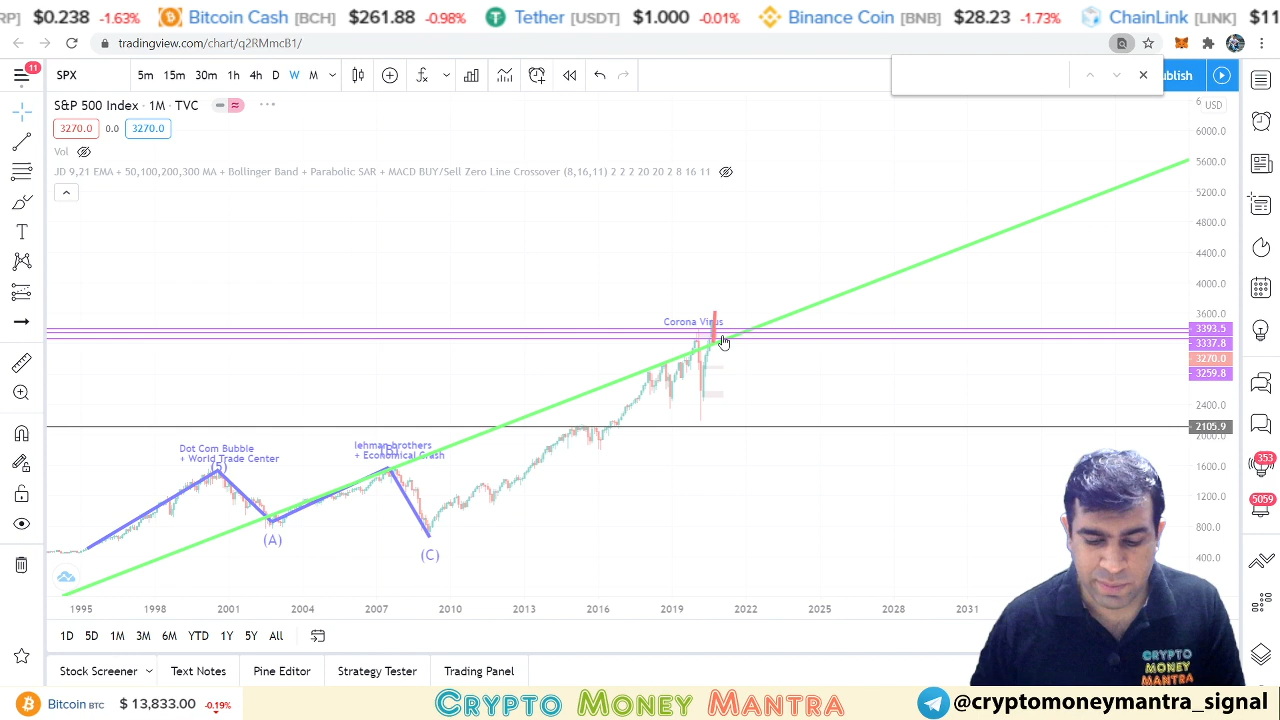 RP] $0.238 -1.63% Bitcoin Cash [BCH] $261.88 -0.98% Tether [USDT] $1.000 -0.01% Binance Coin [BNB] $28.23 -1.73% ChainLink [LINK] $11
tradingview.com/chart/q2RMmcB1/
11
SPX 5m 15m 30m 1h 4h D W M ublish
S&P 500 Index · 1M · TVC
3270.0 0.0 3270.0
Vol
JD 9,21 EMA + 50,100,200,300 MA + Bollinger Band + Parabolic SAR + MACD BUY/Sell Zero Line Crossover (8,16,11) 2 2 2 20 20 2 8 16 11
6 USD
6000.0
5600.0
5200.0
4800.0
4400.0
4000.0
3600.0
Corona Virus
3393.5
3337.8
3270.0
3259.8
2400.0
2105.9
2000.0
1600.0
1200.0
800.0
400.0
Dot Com Bubble
+ World Trade Center
(5)
lehman brothers
+ Economical Crash
(B)
(A)
(C)
353
5059
1995 1998 2001 2004 2007 2010 2013 2016 2019 2022 2025 2028 2031
1D 5D 1M 3M 6M YTD 1Y 5Y All
Stock Screener Text Notes Pine Editor Strategy Tester Trading Panel
CRYPTO
MONEY
MANTRA
Bitcoin BTC $ 13,833.00 -0.19% Crypto Money Mantra @cryptomoneymantra_signal